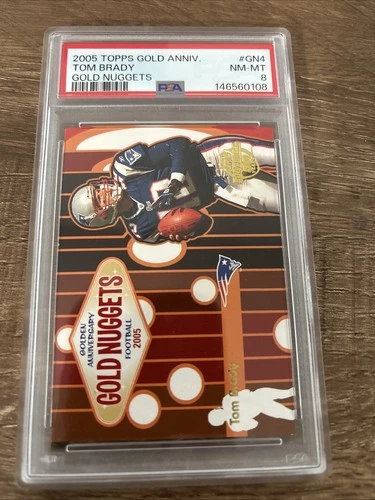 2005 TOPPS GOLD ANNIV. #GN4
TOM BRADY NM-MT
GOLD NUGGETS 8
PSA 146560108
GOLDEN
ANNIVERSARY
GOLD NUGGETS
FOOTBALL
2005
Tom Brady